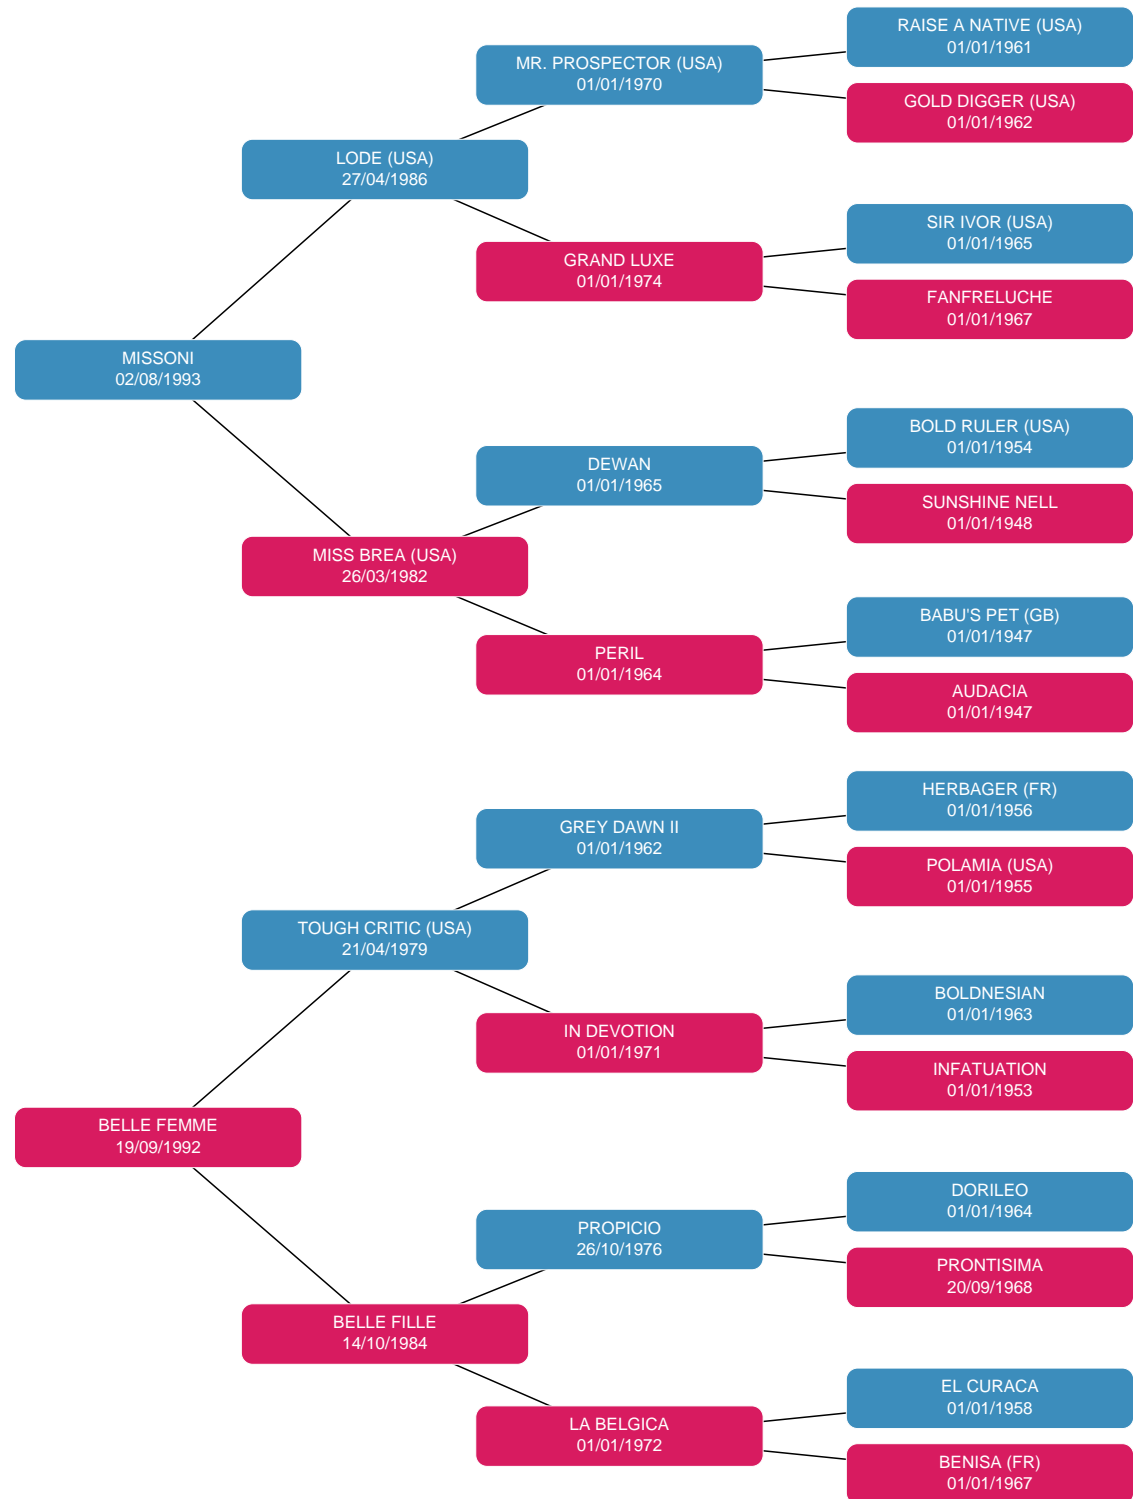 RAISE A NATIVE (USA)
01/01/1961
MR. PROSPECTOR (USA)
01/01/1970
GOLD DIGGER (USA)
01/01/1962
LODE (USA)
27/04/1986
SIR IVOR (USA)
01/01/1965
GRAND LUXE
01/01/1974
FANFRELUCHE
01/01/1967
MISSONI
02/08/1993
BOLD RULER (USA)
01/01/1954
DEWAN
01/01/1965
SUNSHINE NELL
01/01/1948
MISS BREA (USA)
26/03/1982
BABU'S PET (GB)
01/01/1947
PERIL
01/01/1964
AUDACIA
01/01/1947
HERBAGER (FR)
01/01/1956
GREY DAWN II
01/01/1962
POLAMIA (USA)
01/01/1955
TOUGH CRITIC (USA)
21/04/1979
BOLDNESIAN
01/01/1963
IN DEVOTION
01/01/1971
INFATUATION
01/01/1953
BELLE FEMME
19/09/1992
DORILEO
01/01/1964
PROPICIO
26/10/1976
PRONTISIMA
20/09/1968
BELLE FILLE
14/10/1984
EL CURACA
01/01/1958
LA BELGICA
01/01/1972
BENISA (FR)
01/01/1967